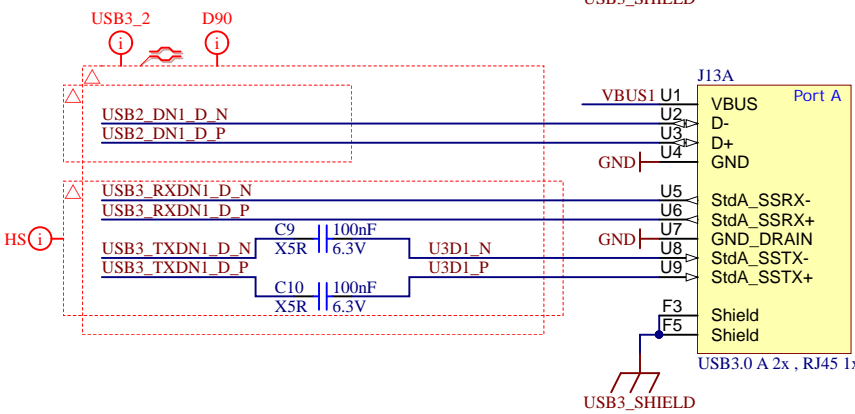 USB3_SHIELD
USB3_2
D90
i
i
J13A
Port A
VBUS1 U1 VBUS
USB2_DN1_D_N U2 D-
USB2_DN1_D_P U3 D+
GND U4 GND
USB3_RXDN1_D_N U5 StdA_SSRX-
USB3_RXDN1_D_P U6 StdA_SSRX+
HS i
GND U7 GND_DRAIN
C9 100nF
X5R 6.3V
USB3_TXDN1_D_N U3D1_N U8 StdA_SSTX-
USB3_TXDN1_D_P U3D1_P U9 StdA_SSTX+
C10 100nF
X5R 6.3V
F3 Shield
F5 Shield
USB3.0 A 2x , RJ45 1x
USB3_SHIELD